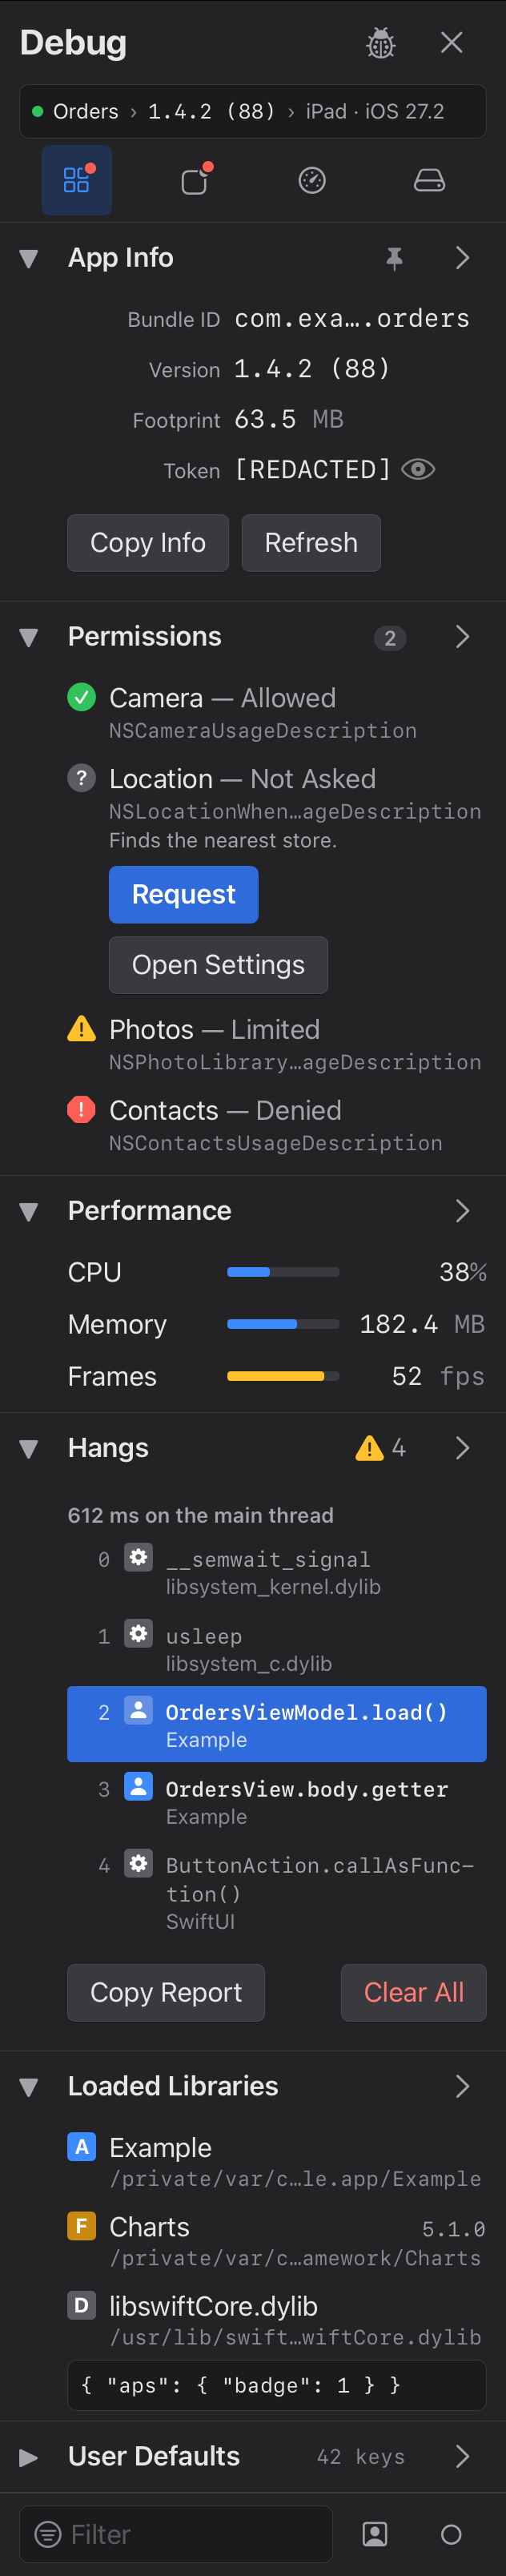 Debug
Orders › 1.4.2 (88) › iPad · iOS 27.2
App Info
Bundle ID com.exa….orders
Version 1.4.2 (88)
Footprint 63.5 MB
Token [REDACTED]
Copy Info Refresh
Permissions 2
Camera — Allowed
NSCameraUsageDescription
? Location — Not Asked
NSLocationWhen…ageDescription
Finds the nearest store.
Request
Open Settings
! Photos — Limited
NSPhotoLibrary…ageDescription
! Contacts — Denied
NSContactsUsageDescription
Performance
CPU 38%
Memory 182.4 MB
Frames 52 fps
Hangs ! 4
612 ms on the main thread
0 __semwait_signal
libsystem_kernel.dylib
1 usleep
libsystem_c.dylib
2 OrdersViewModel.load()
Example
3 OrdersView.body.getter
Example
4 ButtonAction.callAsFunc-
tion()
SwiftUI
Copy Report Clear All
Loaded Libraries
A Example
/private/var/c…le.app/Example
F Charts 5.1.0
/private/var/c…amework/Charts
D libswiftCore.dylib
/usr/lib/swift…wiftCore.dylib
{ "aps": { "badge": 1 } }
User Defaults 42 keys
Filter